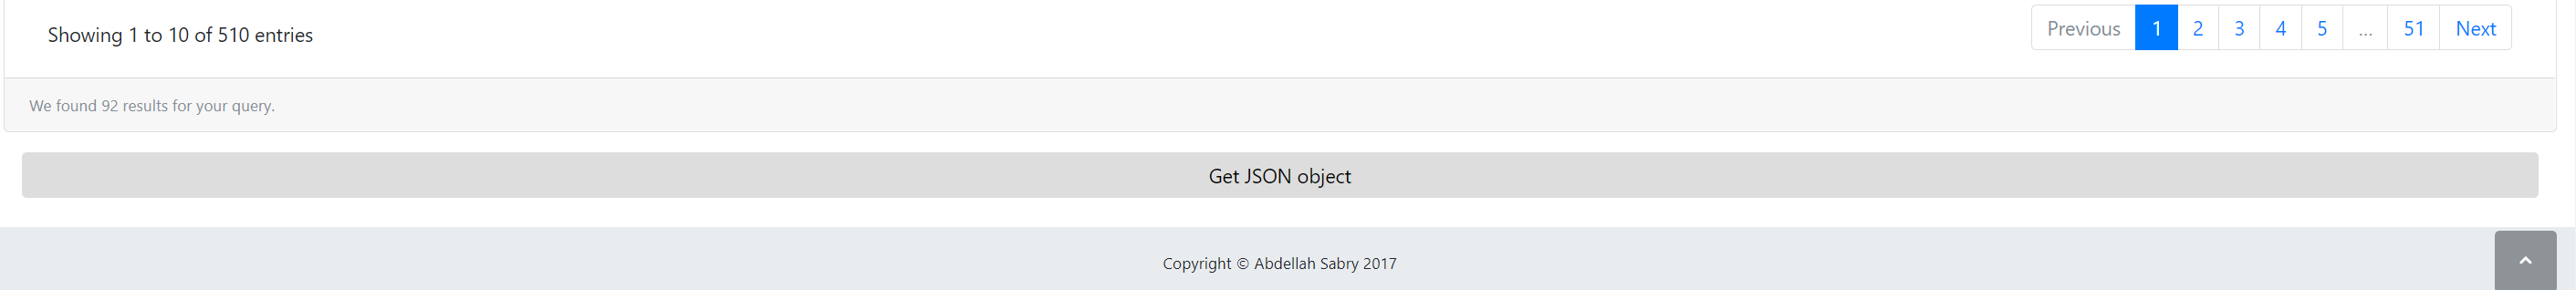 Showing 1 to 10 of 510 entries
Previous 1 2 3 4 5 ... 51 Next
We found 92 results for your query.
Get JSON object
Copyright © Abdellah Sabry 2017